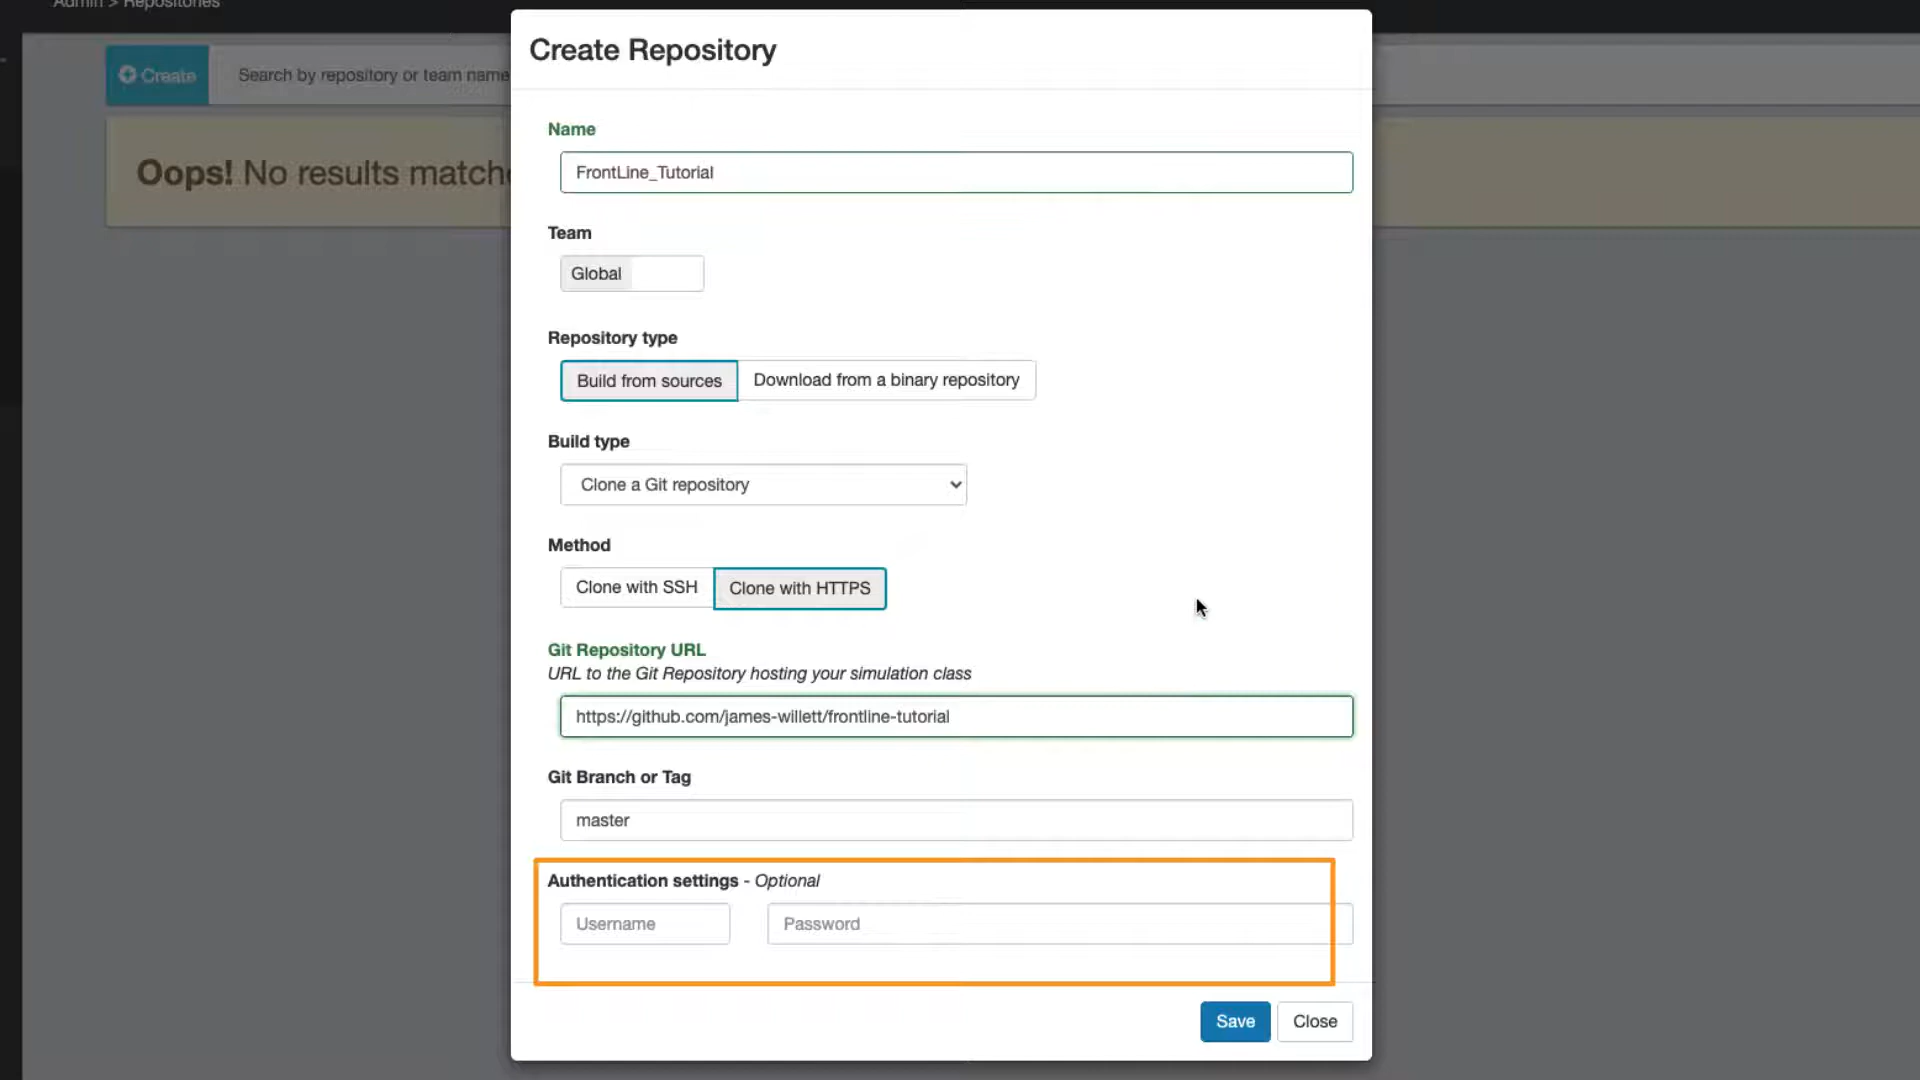 Admin > Repositories
Create Repository
Create
Search by repository or team name
Oops! No results matche
Name
FrontLine_Tutorial
Team
Global
Repository type
Build from sources
Download from a binary repository
Build type
Clone a Git repository
Method
Clone with SSH
Clone with HTTPS
Git Repository URL
URL to the Git Repository hosting your simulation class
https://github.com/james-willett/frontline-tutorial
Git Branch or Tag
master
Authentication settings - Optional
Username
Password
Save
Close